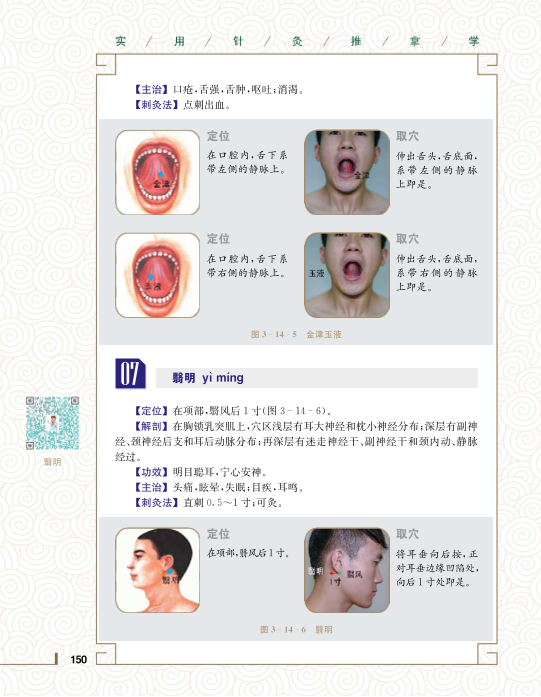 实 / 用 / 针 / 灸 / 推 / 拿 / 学
【主治】口疮,舌强,舌肿,呕吐;消渴。
【刺灸法】点刺出血。
定位
在口腔内,舌下系
带左侧的静脉上。
金津
取穴
伸出舌头,舌底面,
系带左侧的静脉
上即是。
金津
定位
在口腔内,舌下系
带右侧的静脉上。
玉液
取穴
伸出舌头,舌底面,
系带右侧的静脉
上即是。
玉液
图 3-14-5 金津玉液
07
翳明 yì míng
【定位】在项部,翳风后 1 寸(图 3-14-6)。
【解剖】在胸锁乳突肌上,穴区浅层有耳大神经和枕小神经分布;深层有副神
经、颈神经后支和耳后动脉分布;再深层有迷走神经干、副神经干和颈内动、静脉
经过。
【功效】明目聪耳,宁心安神。
【主治】头痛,眩晕,失眠;目疾,耳鸣。
【刺灸法】直刺 0.5～1 寸;可灸。
翳明
定位
在项部,翳风后1寸。
翳明
取穴
将耳垂向后按,正
对耳垂边缘凹陷处,
向后1寸处即是。
翳明
翳风
1寸
图 3-14-6 翳明
150